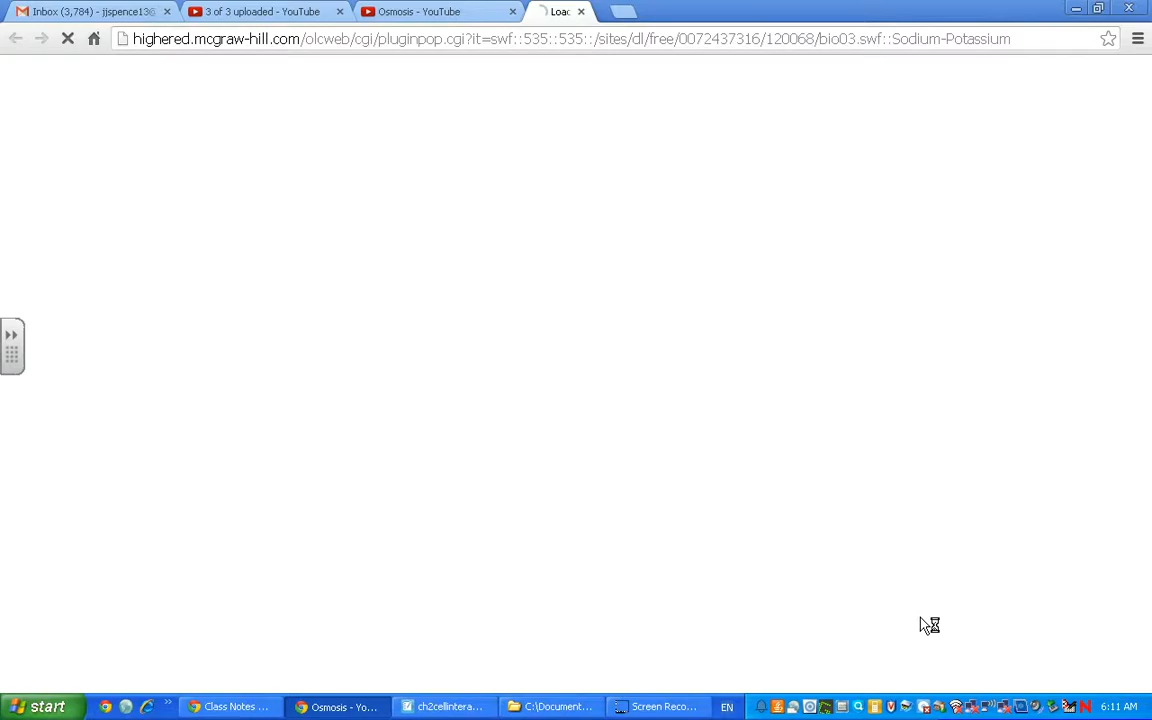 Inbox (3,784) - jjspence13@
3 of 3 uploaded - YouTube
Osmosis - YouTube
Loac
highered.mcgraw-hill.com/olcweb/cgi/pluginpop.cgi?it=swf::535::535::/sites/dl/free/0072437316/120068/bio03.swf::Sodium-Potassium
start
Class Notes ...
Osmosis - Yo...
ch2cellintera...
C:\Document...
Screen Reco...
EN
6:11 AM